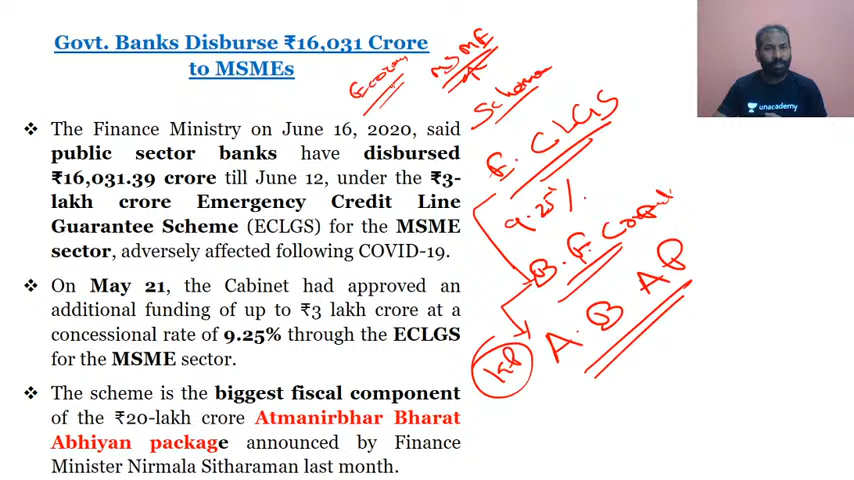 Govt. Banks Disburse ₹16,031 Crore
to MSMEs
❖ The Finance Ministry on June 16, 2020, said
public sector banks have disbursed
₹16,031.39 crore till June 12, under the ₹3-
lakh crore Emergency Credit Line
Guarantee Scheme (ECLGS) for the MSME
sector, adversely affected following COVID-19.
❖ On May 21, the Cabinet had approved an
additional funding of up to ₹3 lakh crore at a
concessional rate of 9.25% through the ECLGS
for the MSME sector.
❖ The scheme is the biggest fiscal component
of the ₹20-lakh crore Atmanirbhar Bharat
Abhiyan package announced by Finance
Minister Nirmala Sitharaman last month.
Economy
MSME
Scheme
E. CLGS
9.25%
B. F. Compont
A. B AP
unacademy